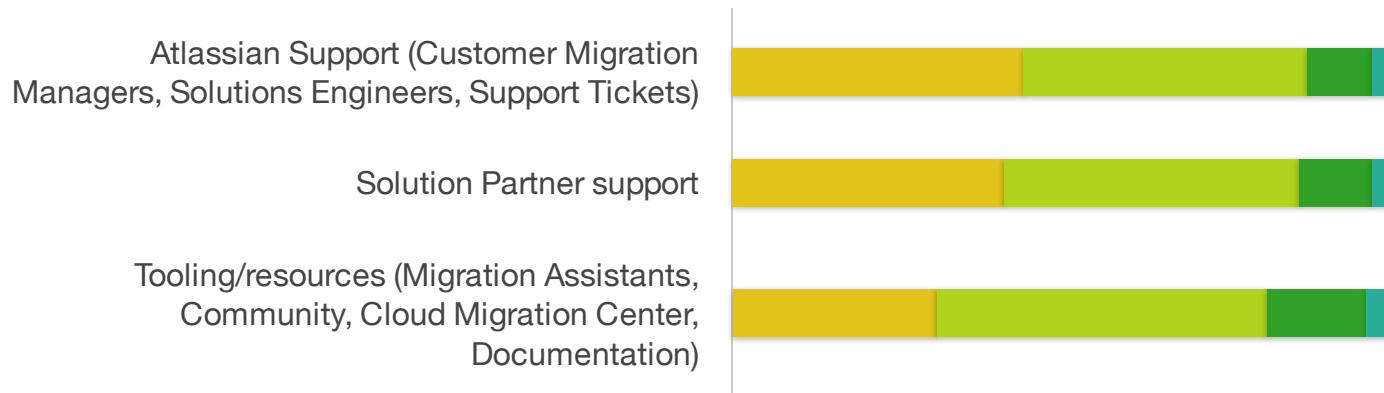 Atlassian Support (Customer Migration
Managers, Solutions Engineers, Support Tickets)
Solution Partner support
Tooling/resources (Migration Assistants,
Community, Cloud Migration Center,
Documentation)